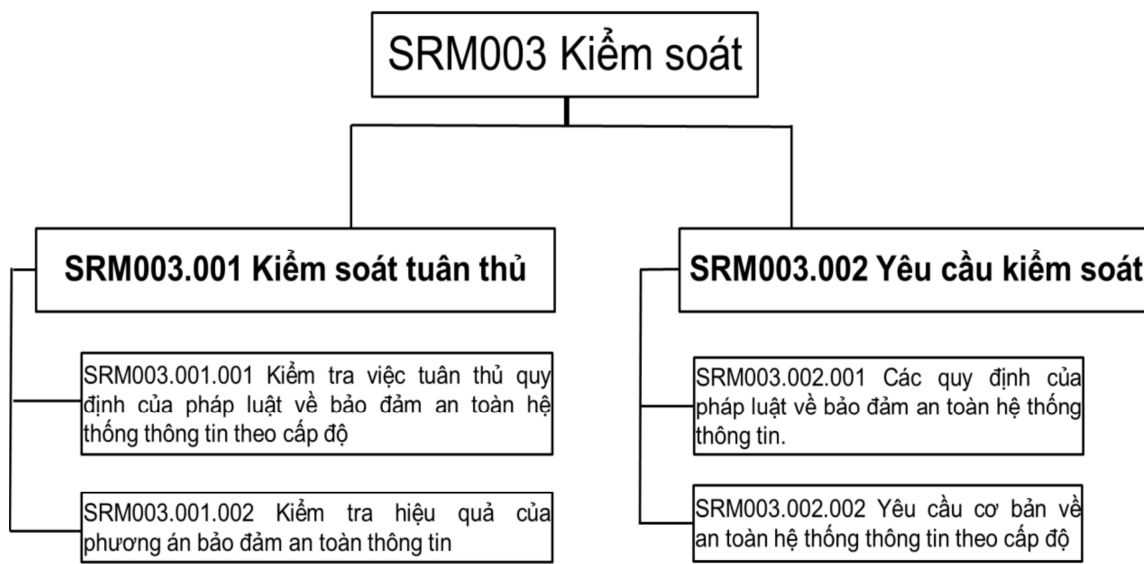 SRM003 Kiểm soát
SRM003.001 Kiểm soát tuân thủ
SRM003.001.001 Kiểm tra việc tuân thủ quy
định của pháp luật về bảo đảm an toàn hệ
thống thông tin theo cấp độ
SRM003.001.002 Kiểm tra hiệu quả của
phương án bảo đảm an toàn thông tin
SRM003.002 Yêu cầu kiểm soát
SRM003.002.001 Các quy định của
pháp luật về bảo đảm an toàn hệ thống
thông tin.
SRM003.002.002 Yêu cầu cơ bản về
an toàn hệ thống thông tin theo cấp độ